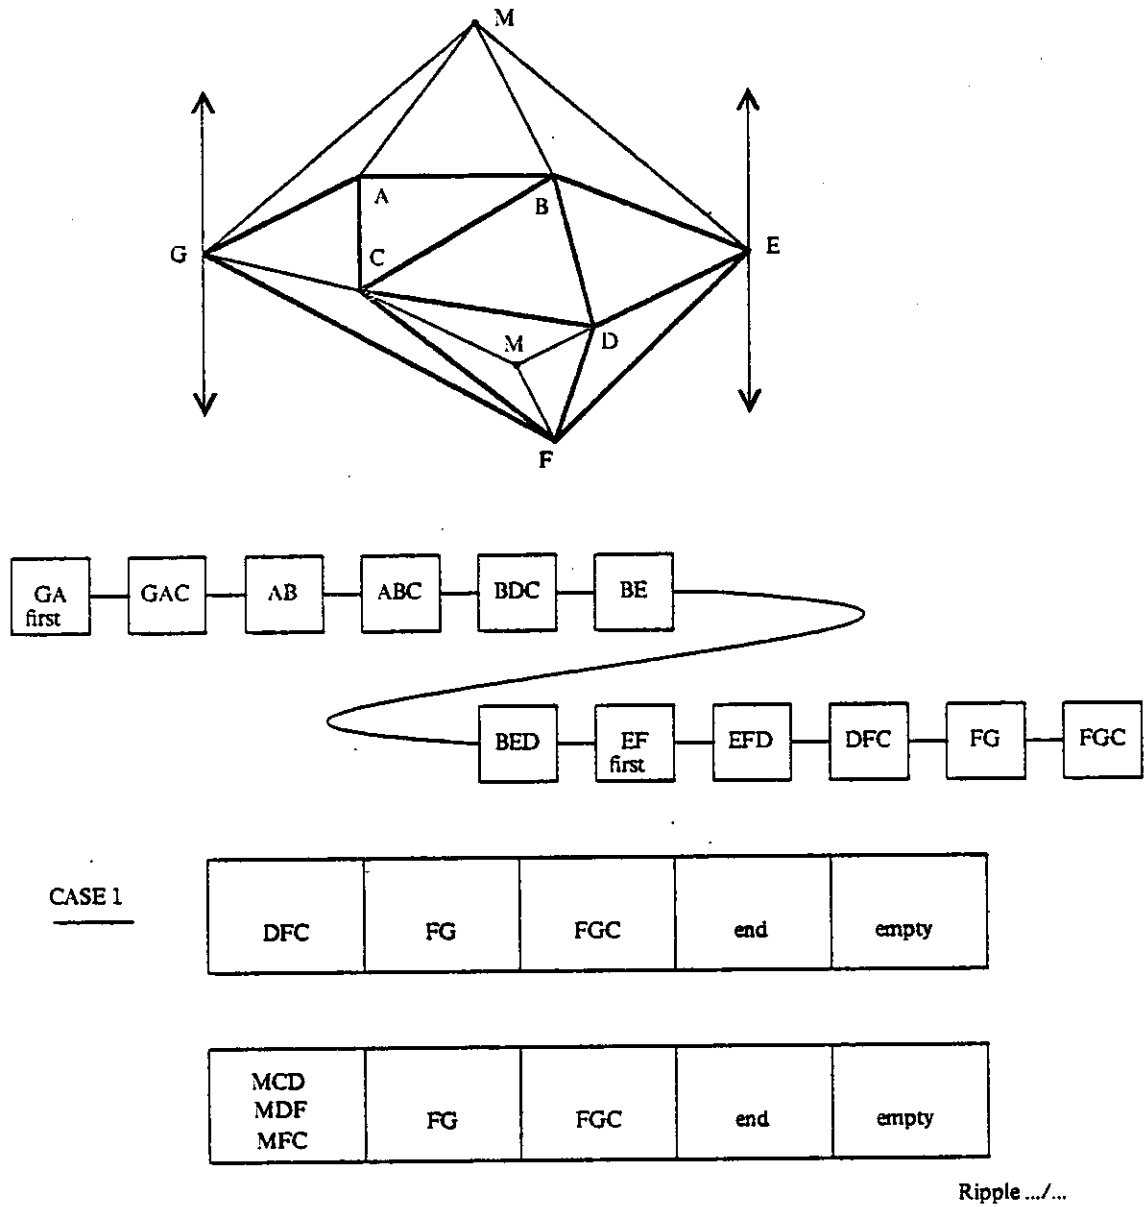 M
A
B
G
C
E
M
D
F
GA
first
GAC
AB
ABC
BDC
BE
BED
EF
first
EFD
DFC
FG
FGC
CASE 1
DFC
FG
FGC
end
empty
MCD
MDF
MFC
FG
FGC
end
empty
Ripple .../...